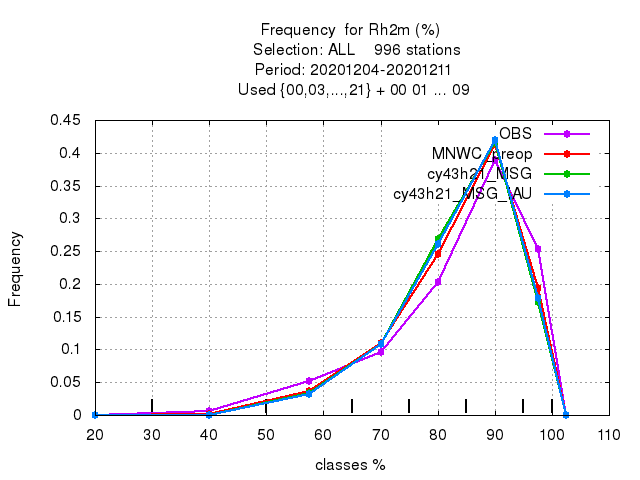 Frequency for Rh2m (%)
Selection: ALL 996 stations
Period: 20201204-20201211
Used {00,03,...,21} + 00 01 ... 09
0.45
0.4
0.35
0.3
0.25
0.2
0.15
0.1
0.05
0
Frequency
OBS
MNWC_preop
cy43h21_MSG
cy43h21_MSG_AU
20 30 40 50 60 70 80 90 100 110
classes %